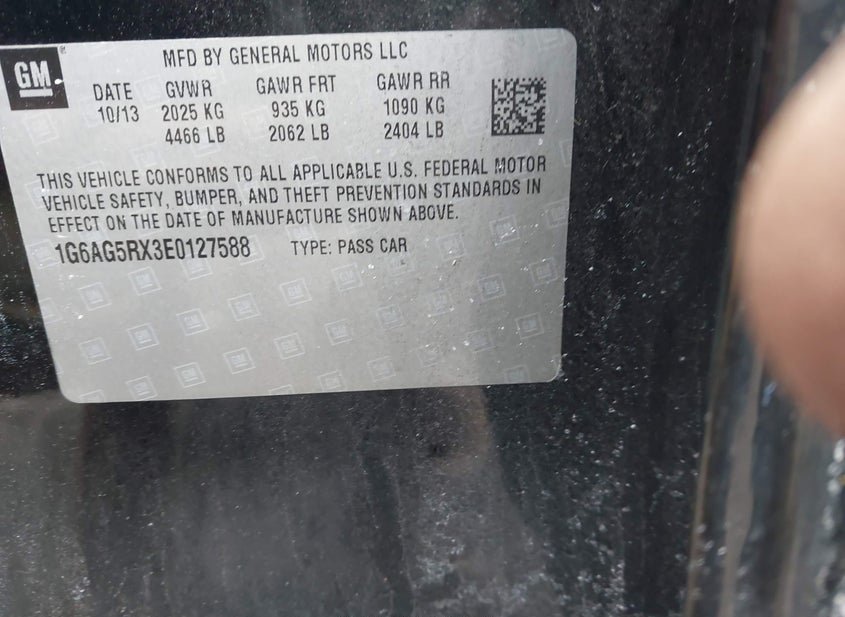 GM
MFD BY GENERAL MOTORS LLC
DATE GVWR GAWR FRT GAWR RR
10/13 2025 KG 935 KG 1090 KG
4466 LB 2062 LB 2404 LB
THIS VEHICLE CONFORMS TO ALL APPLICABLE U.S. FEDERAL MOTOR
VEHICLE SAFETY, BUMPER, AND THEFT PREVENTION STANDARDS IN
EFFECT ON THE DATE OF MANUFACTURE SHOWN ABOVE.
1G6AG5RX3E0127588 TYPE: PASS CAR